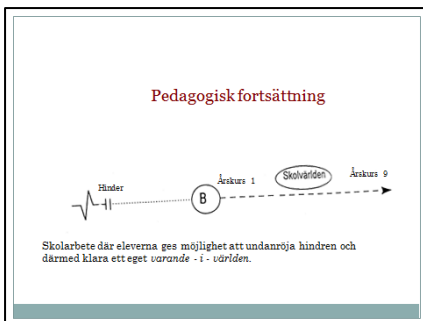 Pedagogisk fortsättning
Hinder
B
Årskurs 1
Skolvärlden
Årskurs 9
Skolarbete där eleverna ges möjlighet att undanröja hindren och
därmed klara ett eget varande - i - världen.